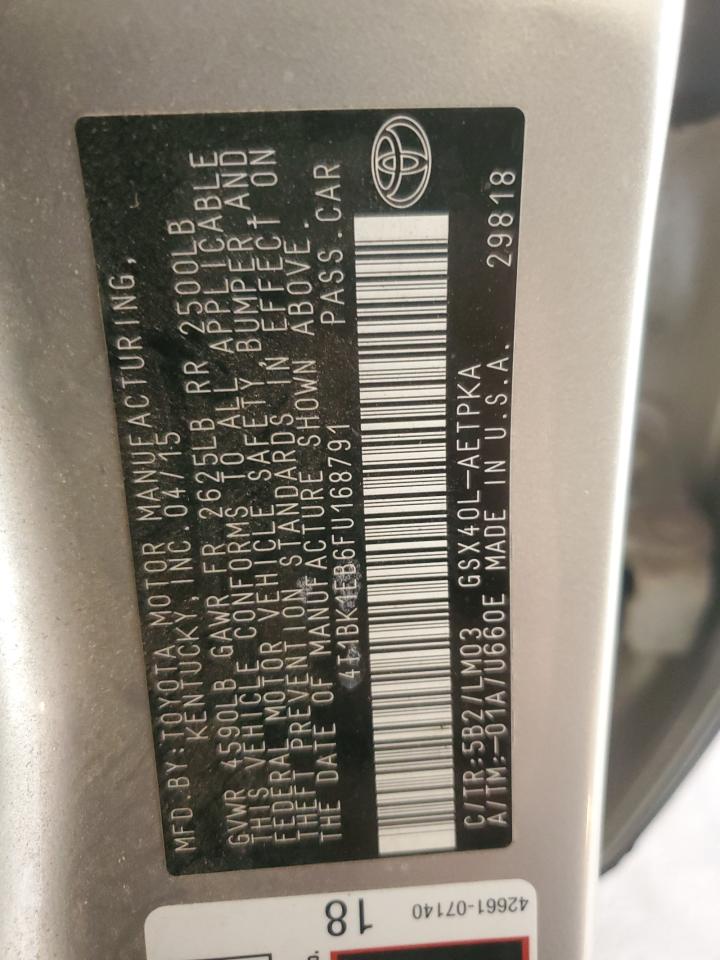 MFD.BY:TOYOTA MOTOR MANUFACTURING,
KENTUCKY, INC.04/15
GVWR 4590LB GAWR FR 2625LB RR 2500LB
THIS VEHICLE CONFORMS TO ALL APPLICABLE
FEDERAL MOTOR VEHICLE SAFETY, BUMPER AND
THEFT PREVENTION STANDARDS IN EFFECT ON
THE DATE OF MANUFACTURE SHOWN ABOVE.
4T1BK1EB6FU168791 PASS.CAR
C/TR:5B2/LM03 GSX40L-AETPKA
A/TM:-01A/U660E MADE IN U.S.A. 29818
42661-07140
18